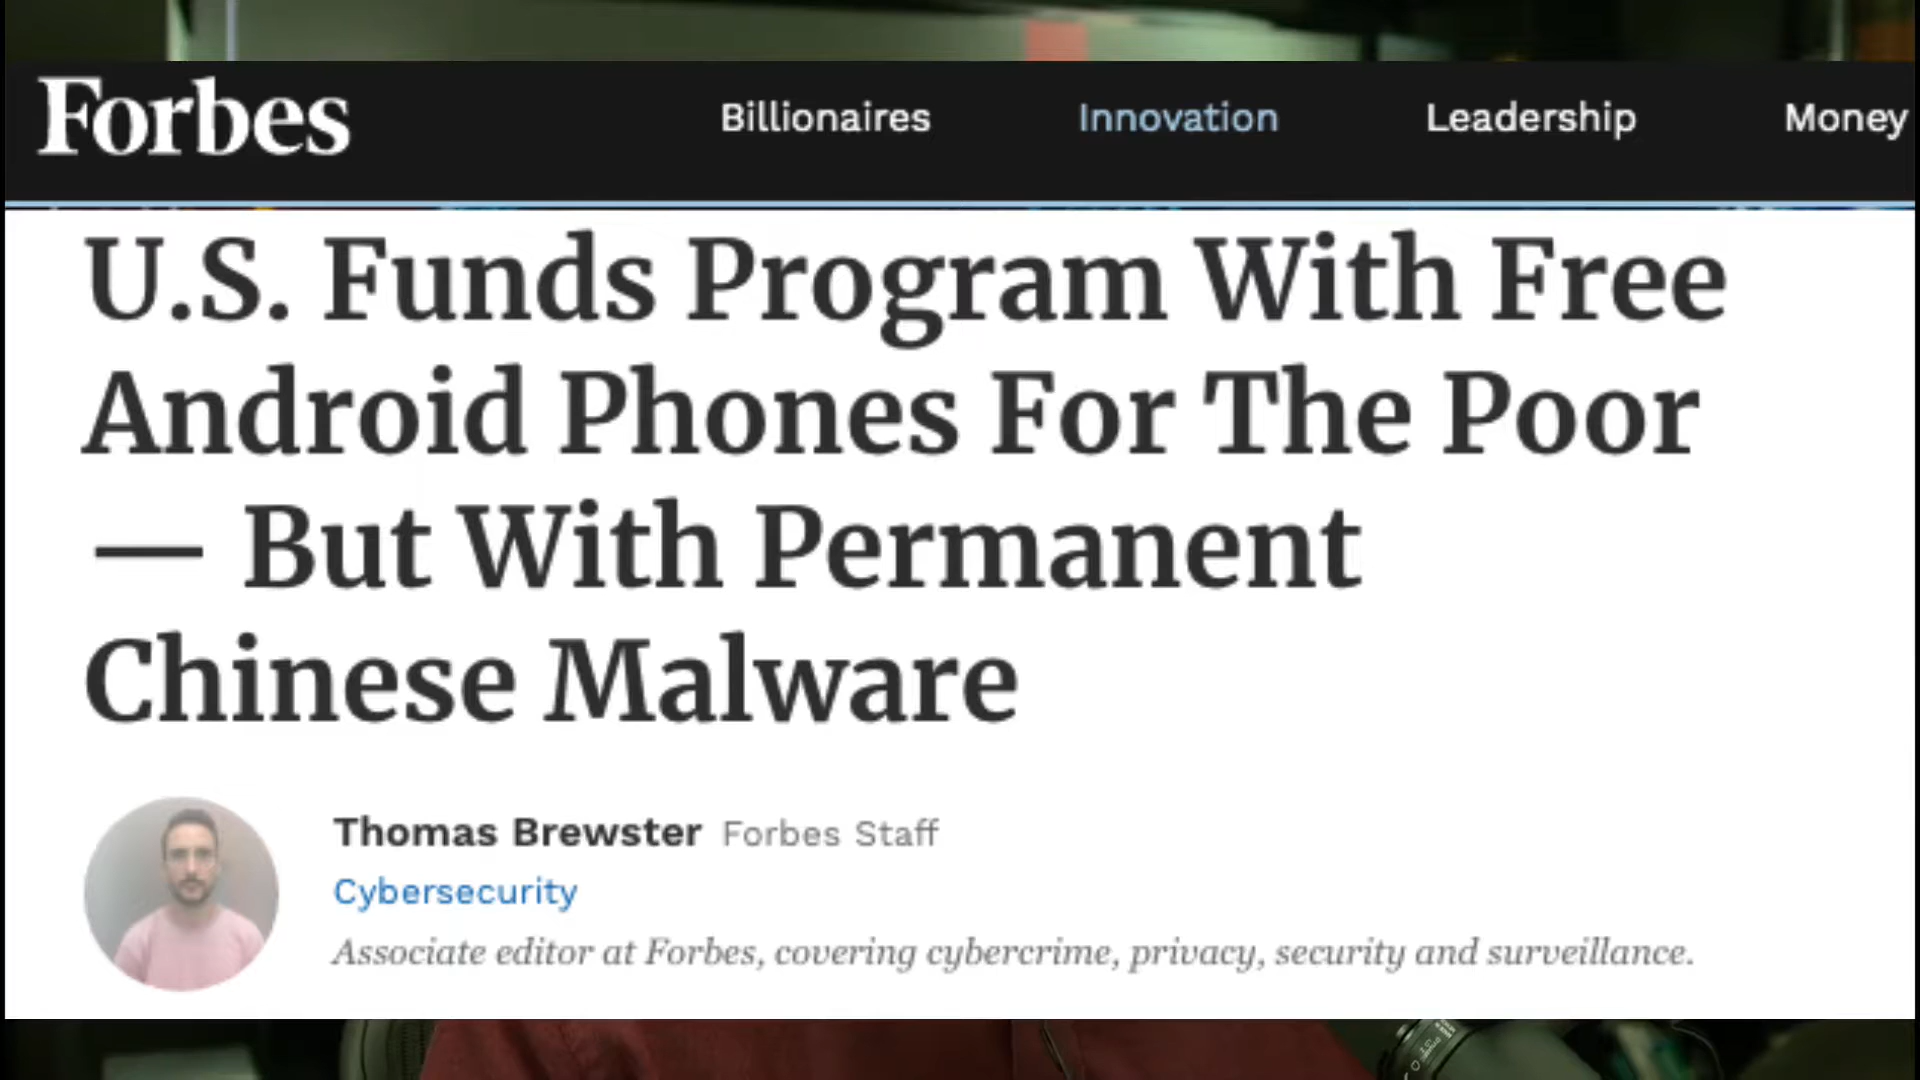 Forbes
Billionaires Innovation Leadership Money
U.S. Funds Program With Free
Android Phones For The Poor
— But With Permanent
Chinese Malware
Thomas Brewster Forbes Staff
Cybersecurity
Associate editor at Forbes, covering cybercrime, privacy, security and surveillance.